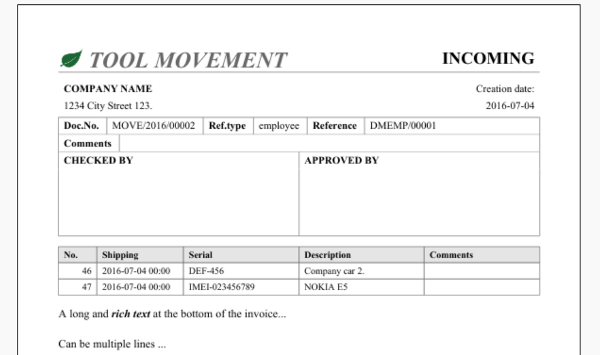 TOOL MOVEMENT INCOMING
COMPANY NAME Creation date:
1234 City Street 123. 2016-07-04
Doc.No. MOVE/2016/00002 Ref.type employee Reference DMEMP/00001
Comments
CHECKED BY APPROVED BY
No. Shipping Serial Description Comments
46 2016-07-04 00:00 DEF-456 Company car 2.
47 2016-07-04 00:00 IMEI-023456789 NOKIA E5
A long and rich text at the bottom of the invoice...
Can be multiple lines ...